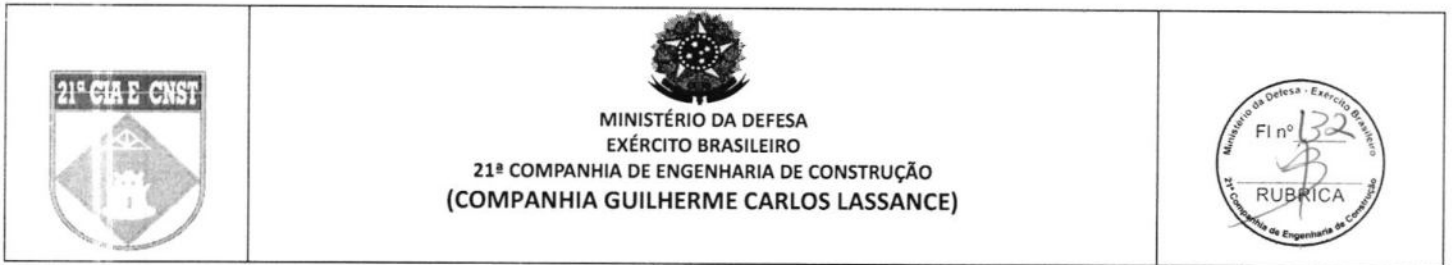 21ª CIA E CNST
MINISTÉRIO DA DEFESA
EXÉRCITO BRASILEIRO
21ª COMPANHIA DE ENGENHARIA DE CONSTRUÇÃO
(COMPANHIA GUILHERME CARLOS LASSANCE)
Ministério da Defesa - Exército Brasileiro
Fl nº 132
RUBRICA
21ª Companhia de Engenharia de Construção